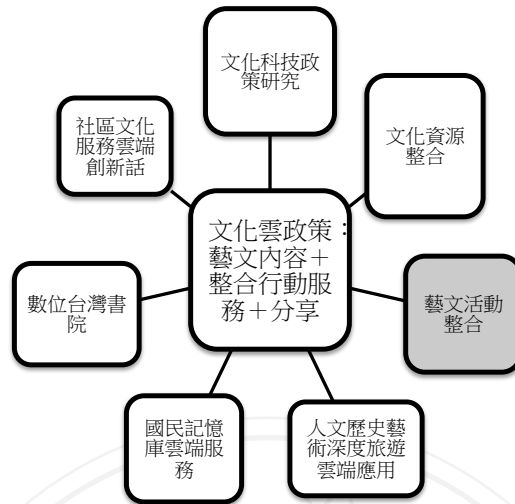 文化科技政
策研究
文化資源
整合
藝文活動
整合
人文歷史藝
術深度旅遊
雲端應用
國民記憶
庫雲端服
務
數位台灣書
院
社區文化
服務雲端
創新話
文化雲政策：
藝文內容＋
整合行動服
務＋分享